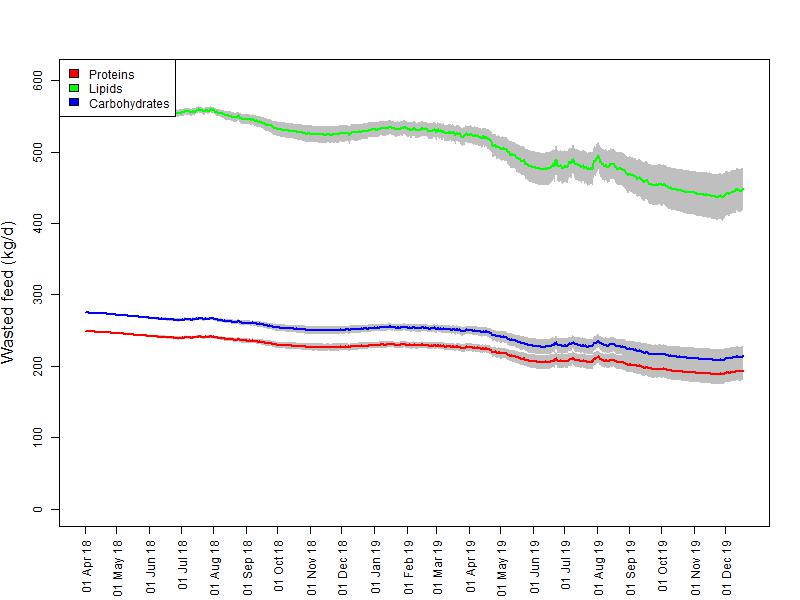 Proteins
Lipids
Carbohydrates
Wasted feed (kg/d)
600
500
400
300
200
100
0
01 Apr 18
01 May 18
01 Jun 18
01 Jul 18
01 Aug 18
01 Sep 18
01 Oct 18
01 Nov 18
01 Dec 18
01 Jan 19
01 Feb 19
01 Mar 19
01 Apr 19
01 May 19
01 Jun 19
01 Jul 19
01 Aug 19
01 Sep 19
01 Oct 19
01 Nov 19
01 Dec 19